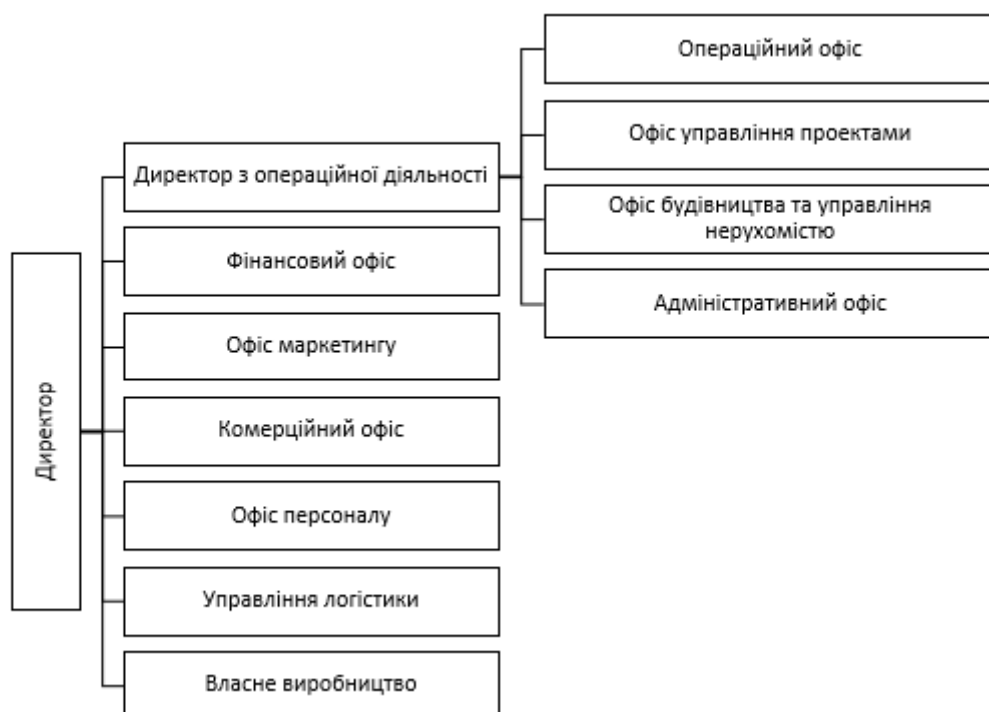 Директор
Директор з операційної діяльності
Фінансовий офіс
Офіс маркетингу
Комерційний офіс
Офіс персоналу
Управління логістики
Власне виробництво
Операційний офіс
Офіс управління проектами
Офіс будівництва та управління
нерухомістю
Адміністративний офіс